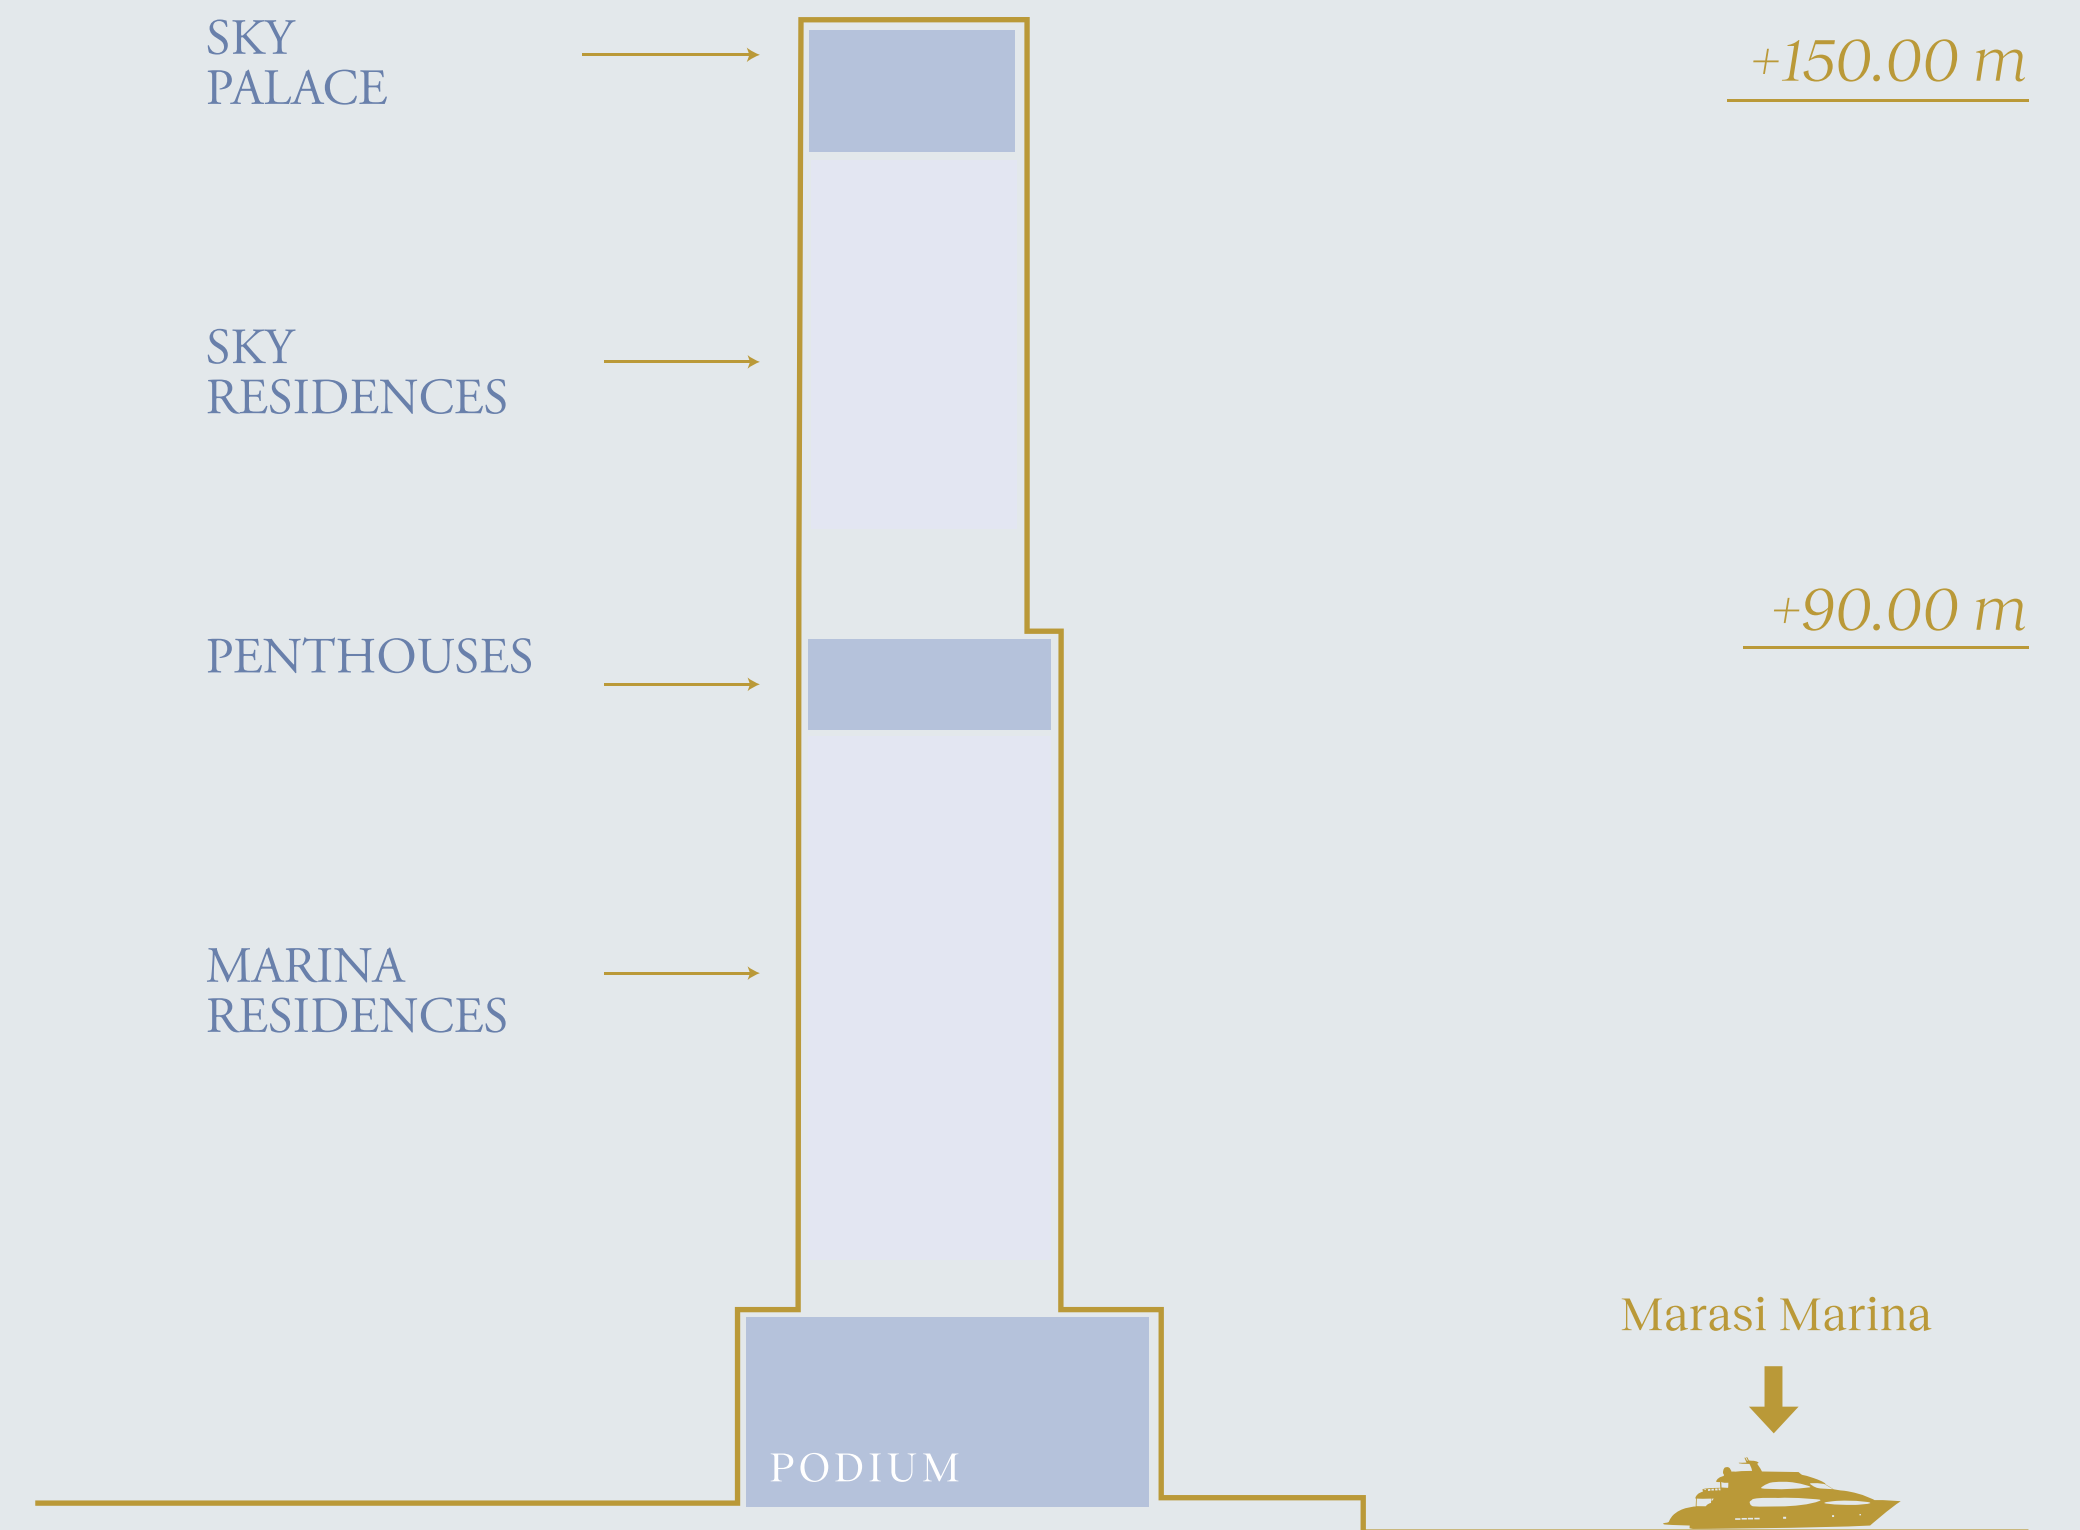 SKY
PALACE
+150.00 m
SKY
RESIDENCES
+90.00 m
PENTHOUSES
MARINA
RESIDENCES
Marasi Marina
PODIUM